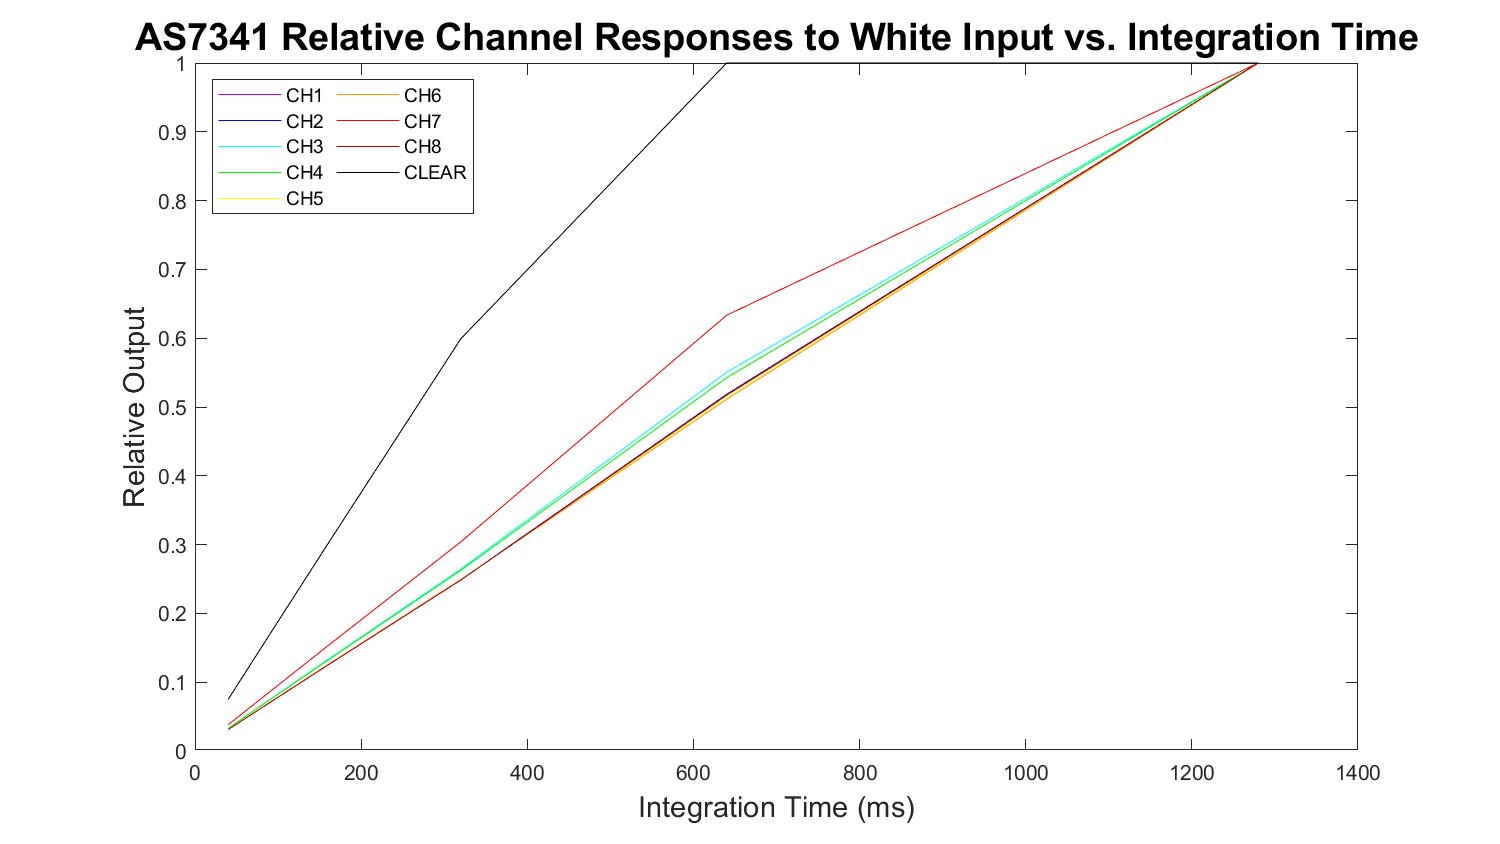 AS7341 Relative Channel Responses to White Input vs. Integration Time
1
0.9
0.8
0.7
0.6
0.5
0.4
0.3
0.2
0.1
0
Relative Output
CH1
CH2
CH3
CH4
CH5
CH6
CH7
CH8
CLEAR
0 200 400 600 800 1000 1200 1400
Integration Time (ms)